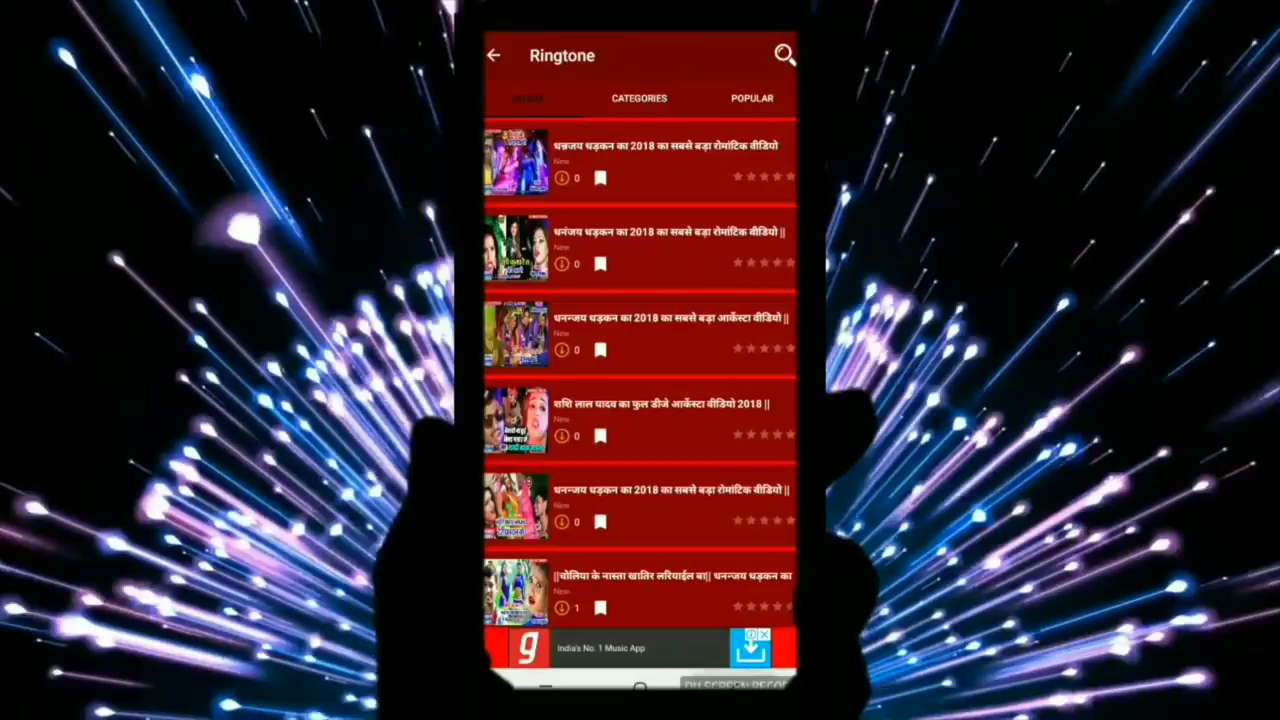 Ringtone
CATEGORIES
POPULAR
धन्नजय धड़कन का 2018 का सबसे बड़ा रोमांटिक वीडियो
New
0
धनंजय धड़कन का 2018 का सबसे बड़ा रोमांटिक वीडियो ||
New
0
धनन्जय धड़कन का 2018 का सबसे बड़ा आर्केस्टा वीडियो ||
New
0
शशि लाल यादव का फुल डीजे आर्केस्टा वीडियो 2018 ||
New
0
धनन्जय धड़कन का 2018 का सबसे बड़ा रोमांटिक वीडियो ||
New
0
||चोलिया के नास्ता खातिर लरियाईल बा|| धनन्जय धड़कन का
New
1
g
India's No. 1 Music App